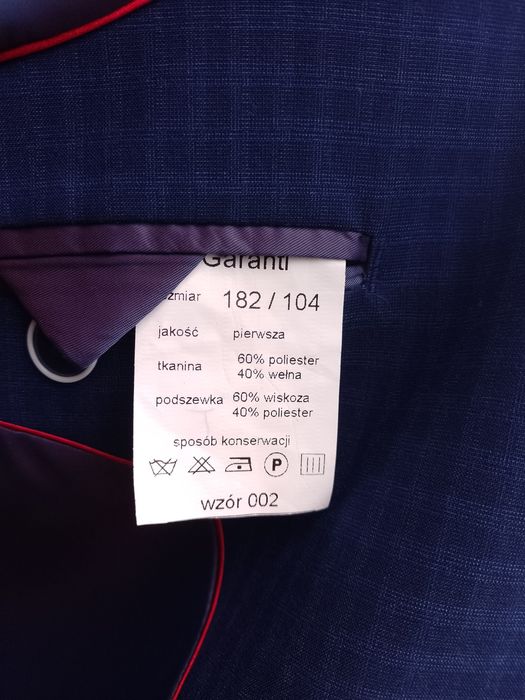 Garanti
rozmiar 182 / 104
jakość pierwsza
tkanina 60% poliester
40% wełna
podszewka 60% wiskoza
40% poliester
sposób konserwacji
P
wzór 002